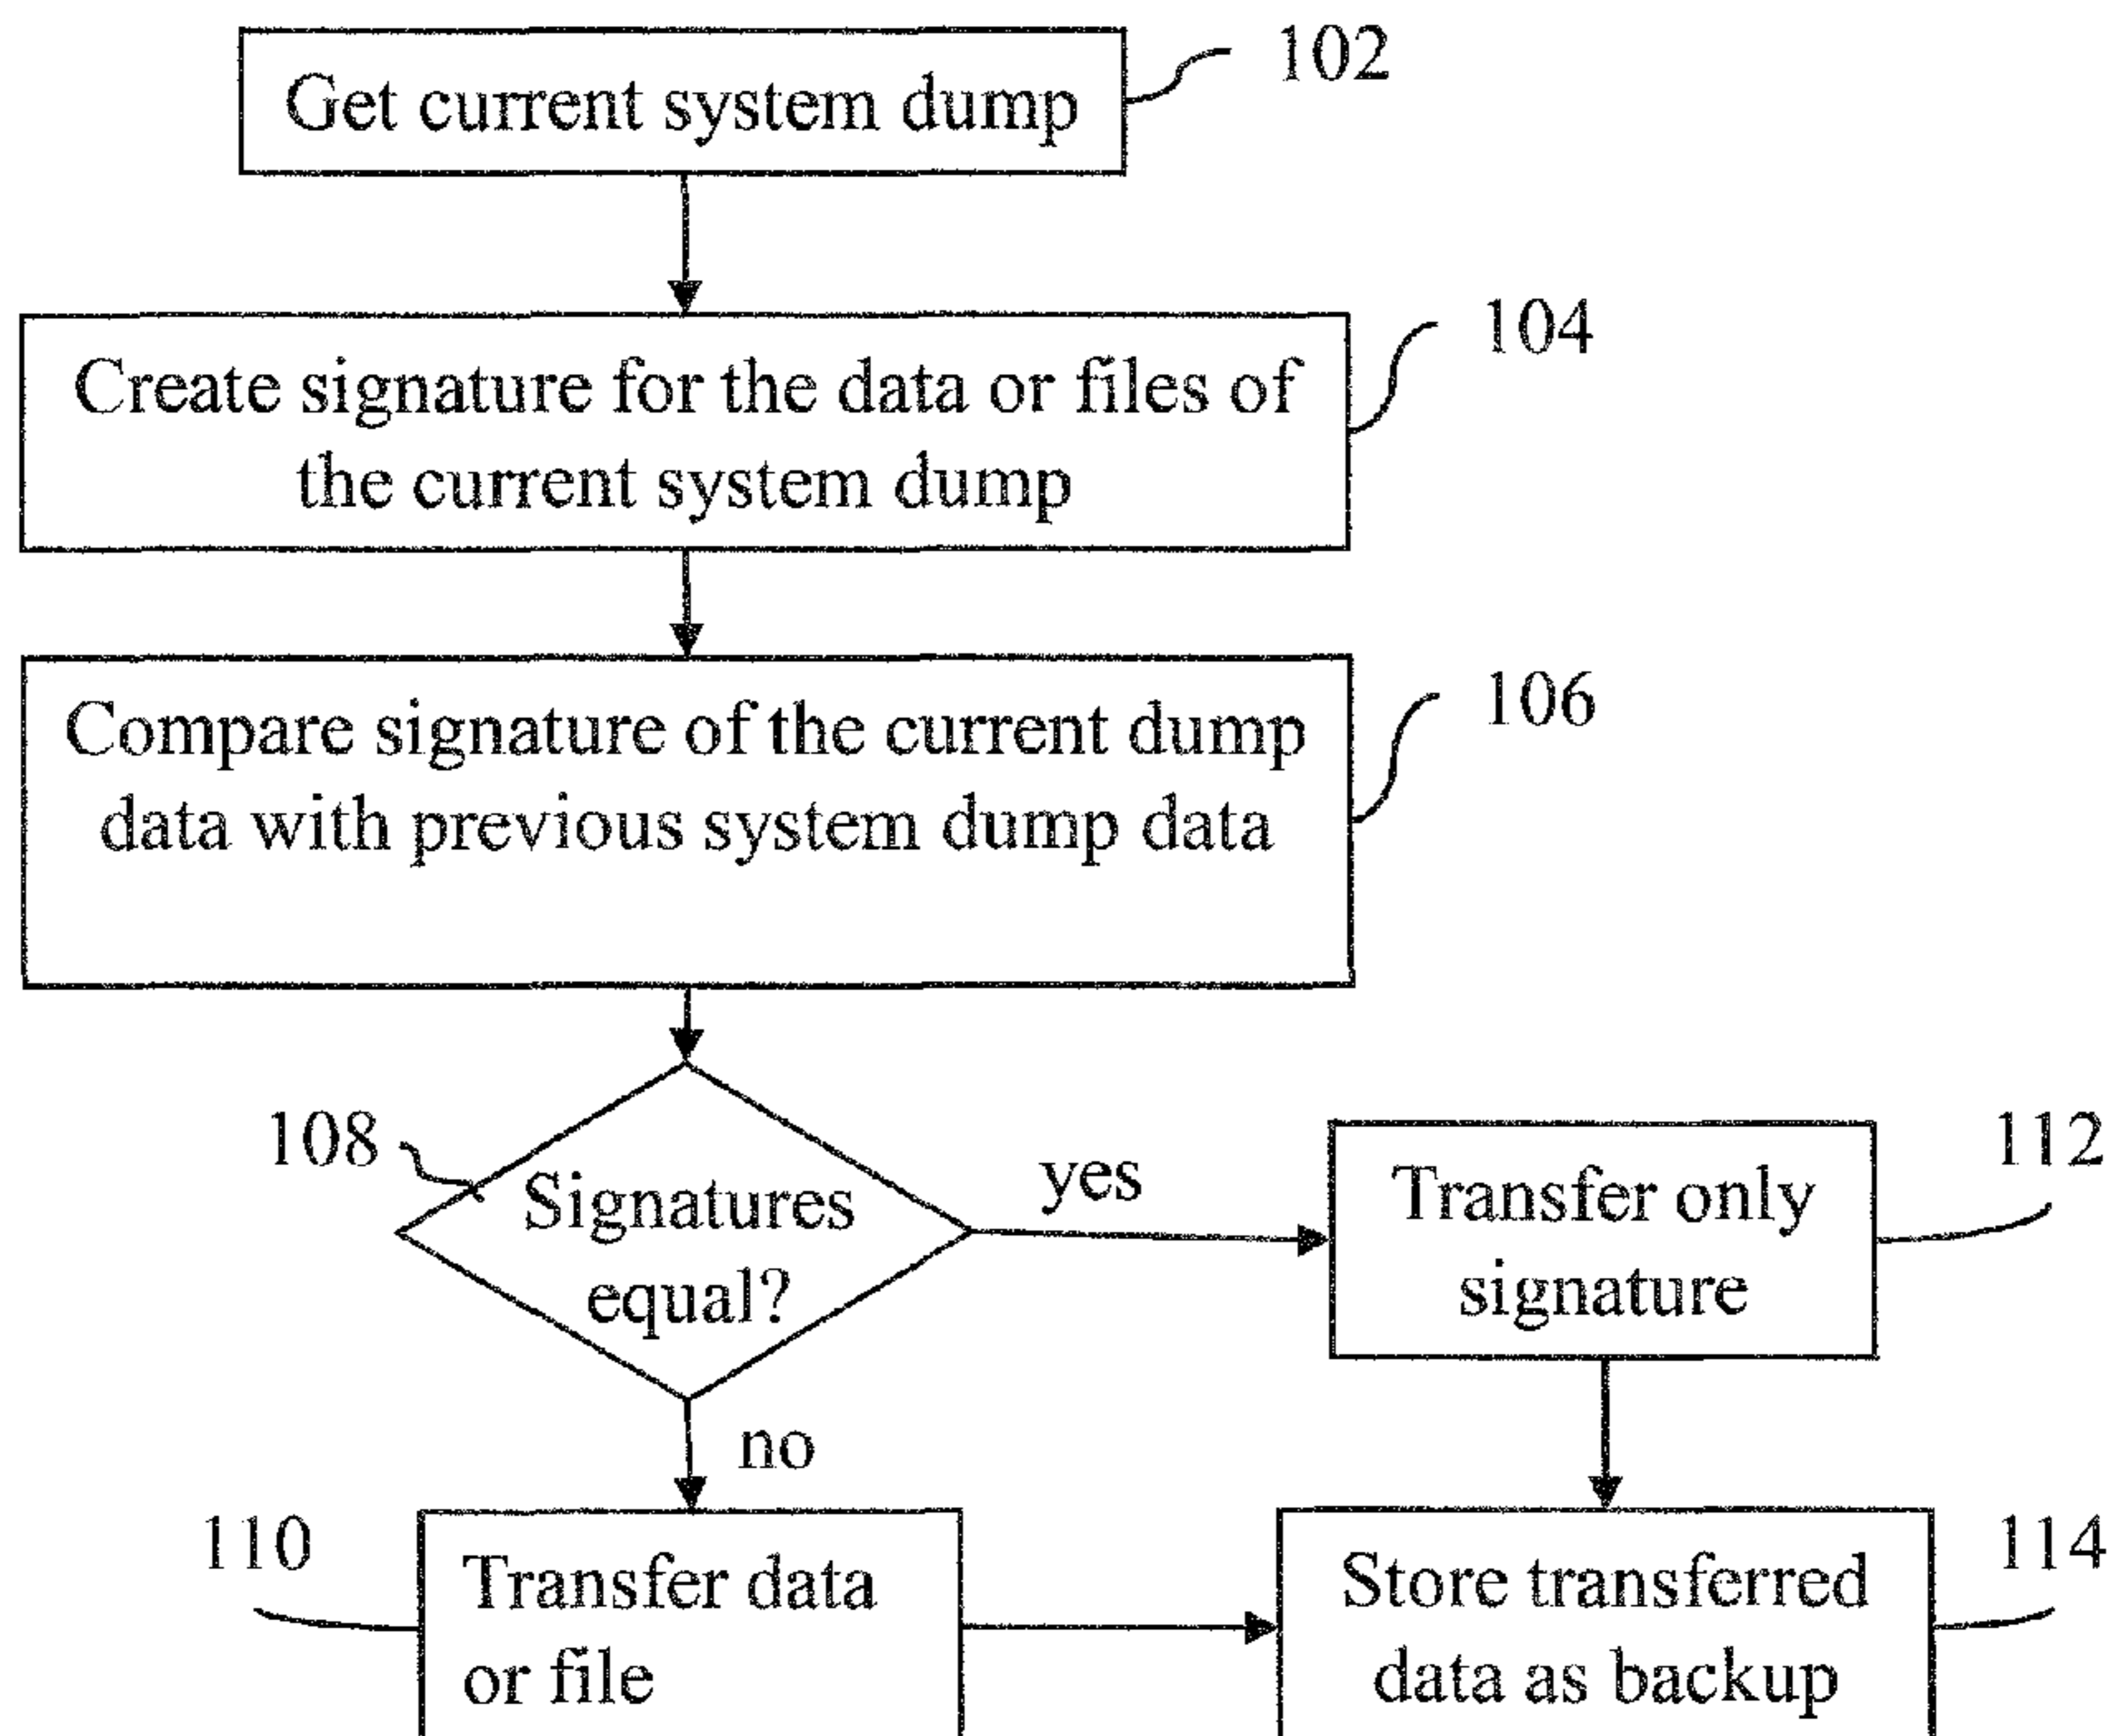 Get current system dump
102
Create signature for the data or files of
the current system dump
104
Compare signature of the current dump
data with previous system dump data
106
108
Signatures
equal?
yes
Transfer only
signature
112
no
110
Transfer data
or file
Store transferred
data as backup
114